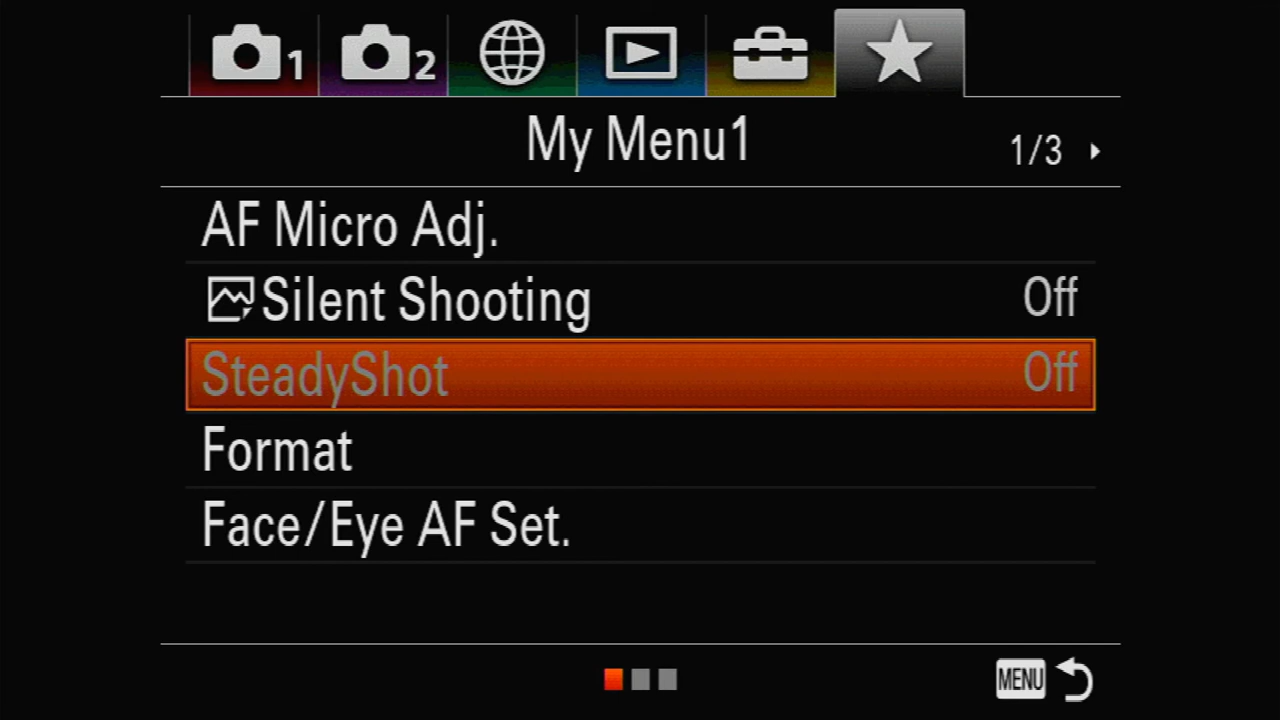 1 2
My Menu1 1/3
AF Micro Adj.
Silent Shooting Off
SteadyShot Off
Format
Face/Eye AF Set.
MENU